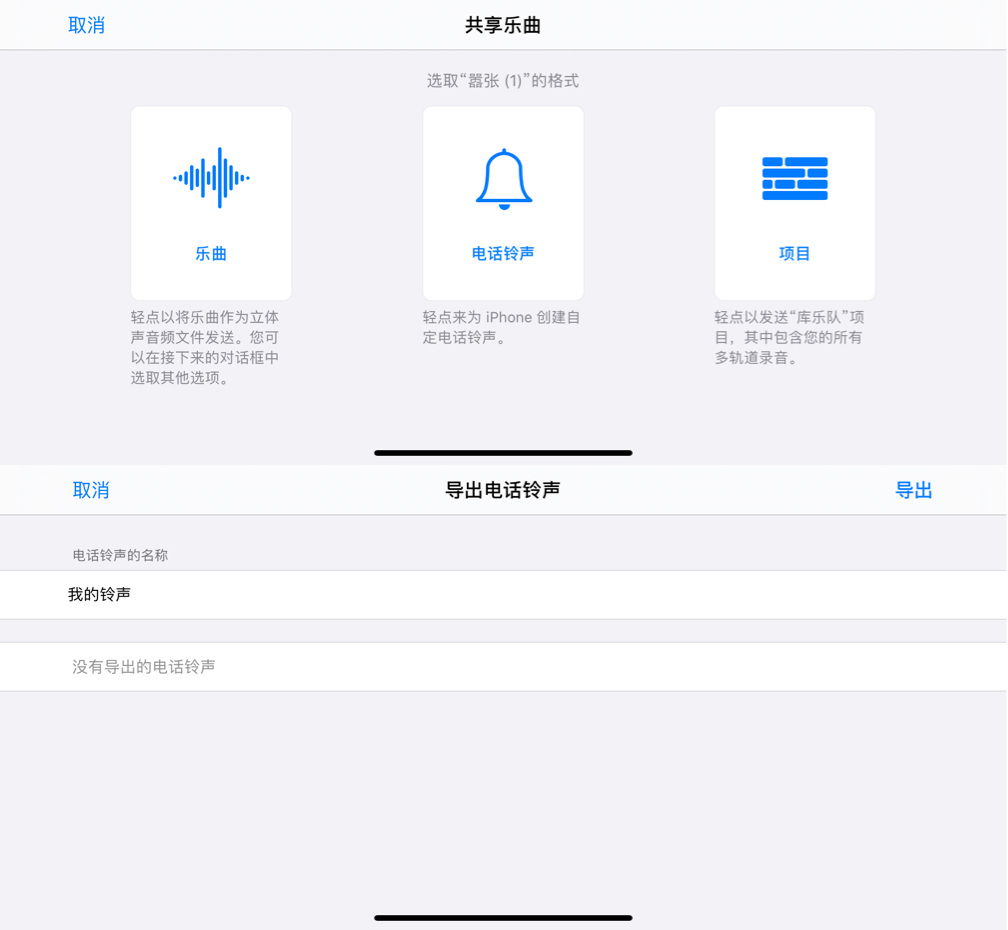 取消
共享乐曲
选取“嚣张 (1)”的格式
乐曲
电话铃声
项目
轻点以将乐曲作为立体
声音频文件发送。您可
以在接下来的对话框中
选取其他选项。
轻点来为 iPhone 创建自
定电话铃声。
轻点以发送“库乐队”项
目，其中包含您的所有
多轨道录音。
取消
导出电话铃声
导出
电话铃声的名称
我的铃声
没有导出的电话铃声